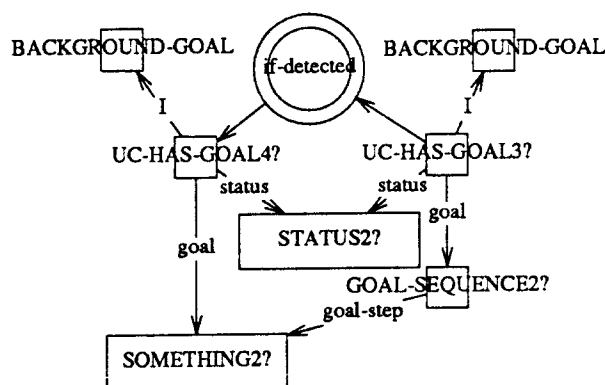 BACKGROUND-GOAL
if-detected
BACKGROUND-GOAL
I
I
UC-HAS-GOAL4?
UC-HAS-GOAL3?
status
status
goal
goal
STATUS2?
GOAL-SEQUENCE2?
goal-step
SOMETHING2?